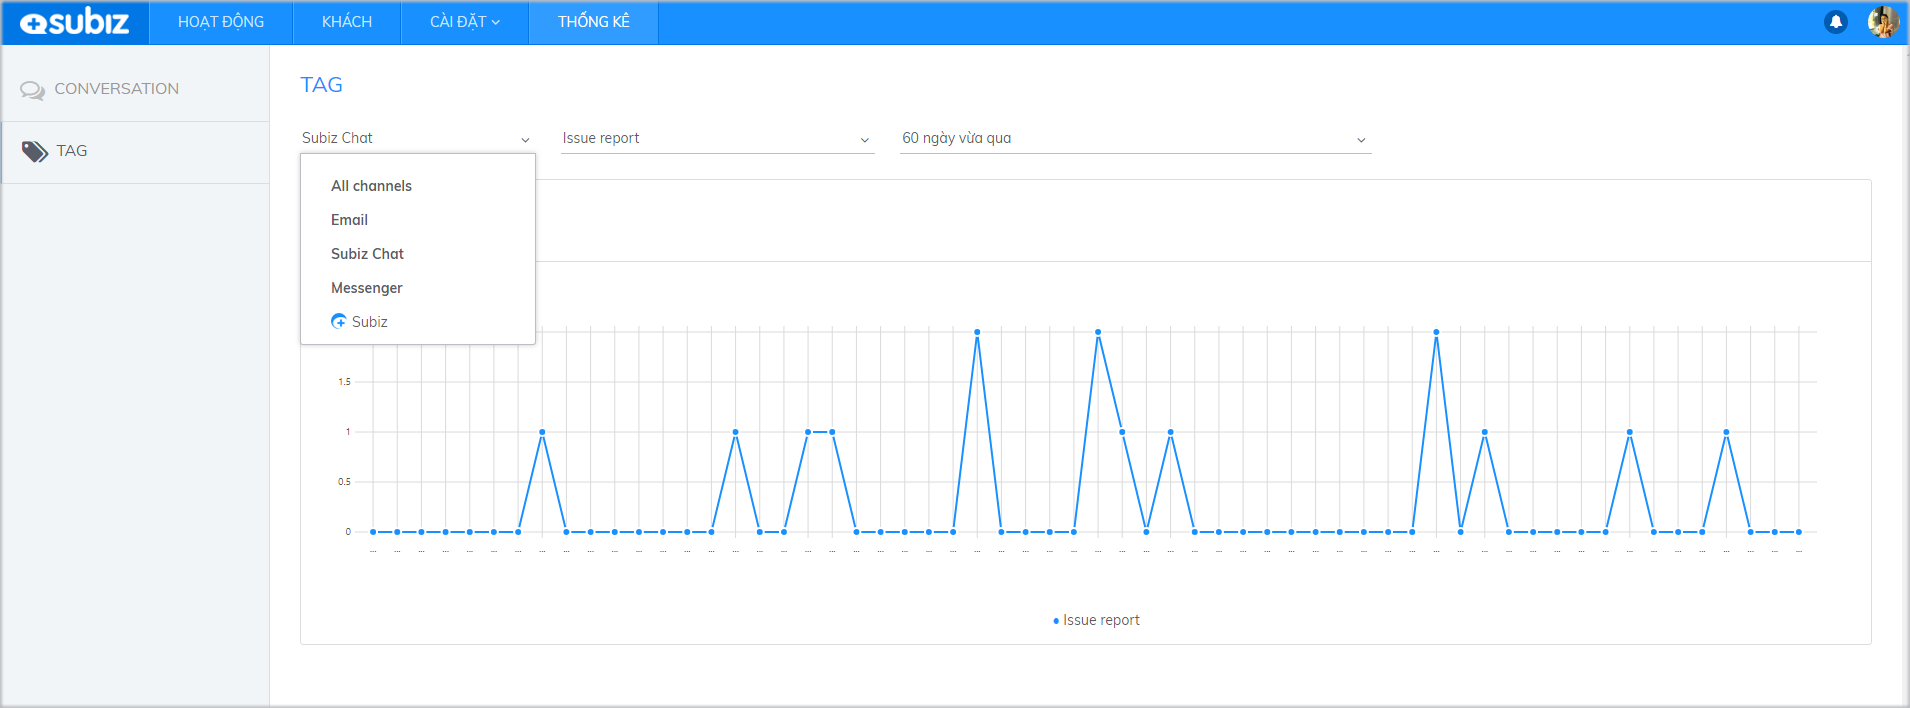 subiz HOẠT ĐỘNG KHÁCH CÀI ĐẶT THỐNG KÊ
CONVERSATION
TAG
TAG
Subiz Chat Issue report 60 ngày vừa qua
All channels
Email
Subiz Chat
Messenger
Subiz
1.5
1
0.5
0
... ... ... ... ... ... ... ... ... ... ... ... ... ... ... ... ... ... ... ... ... ... ... ... ... ... ... ... ... ... ... ... ... ... ... ... ... ... ... ... ... ... ... ... ... ... ... ... ... ... ... ... ... ... ... ... ... ... ... ...
Issue report